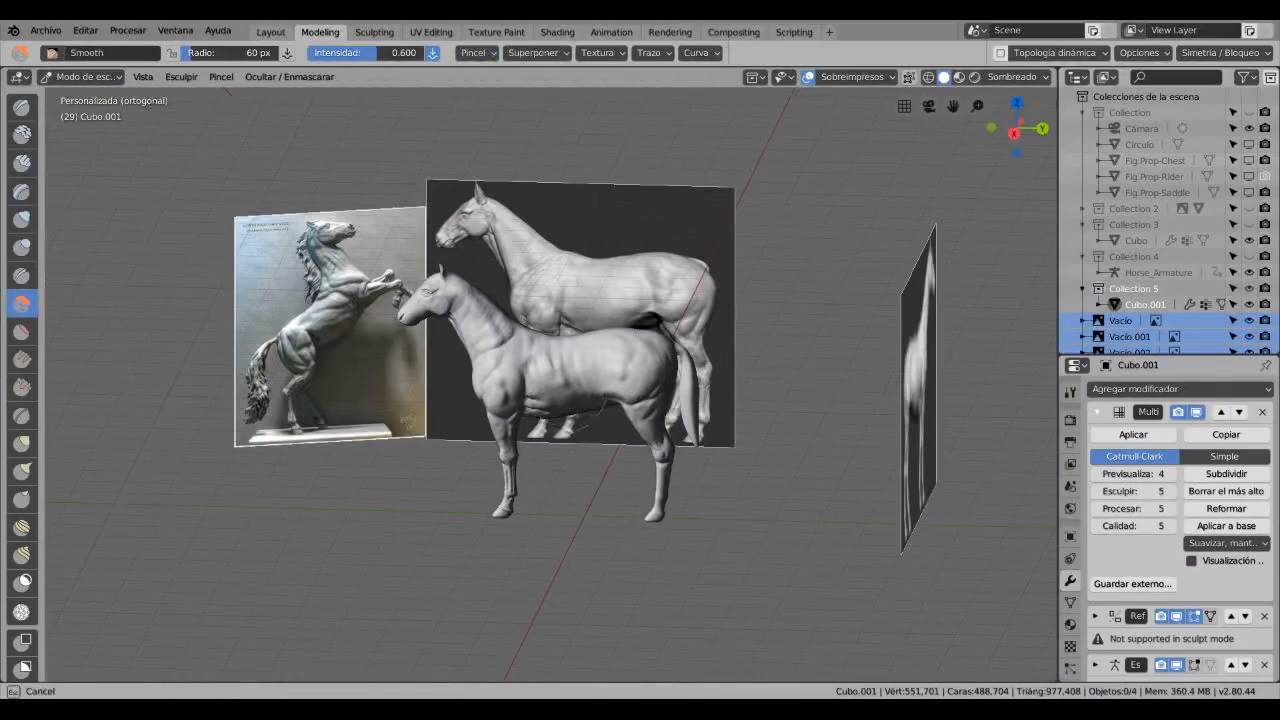 Archivo Editar Procesar Ventana Ayuda Layout Modeling Sculpting UV Editing Texture Paint Shading Animation Rendering Compositing Scripting + Scene View Layer
Smooth Radio: 60 px Intensidad: 0.600 Pincel Superponer Textura Trazo Curva Topología dinámica Opciones Simetría / Bloqueo
Modo de esc... Vista Esculpir Pincel Ocultar / Enmascarar Sobreimpresos Sombreado
Personalizada (ortogonal)
(29) Cubo.001
Z
Y
X
Colecciones de la escena
Collection
Cámara
Círculo
Fig.Prop-Chest
Fig.Prop-Rider
Fig.Prop-Saddle
Collection 2
Collection 3
Cubo
Collection 4
Horse_Armature
Collection 5
Cubo.001
Vacío
Vacío.001
Vacío.002
Cubo.001
Agregar modificador
Multi
Aplicar Copiar
Catmull-Clark Simple
Previsualiza: 4 Subdividir
Esculpir: 5 Borrar el más alto
Procesar: 5 Reformar
Calidad: 5 Aplicar a base
Suavizar, mant..
Visualización ..
Guardar externo...
Ref
Not supported in sculpt mode
Es
Esc Cancel Cubo.001 | Vért:551,701 | Caras:488,704 | Triáng:977,408 | Objetos:0/4 | Mem: 360.4 MB | v2.80.44